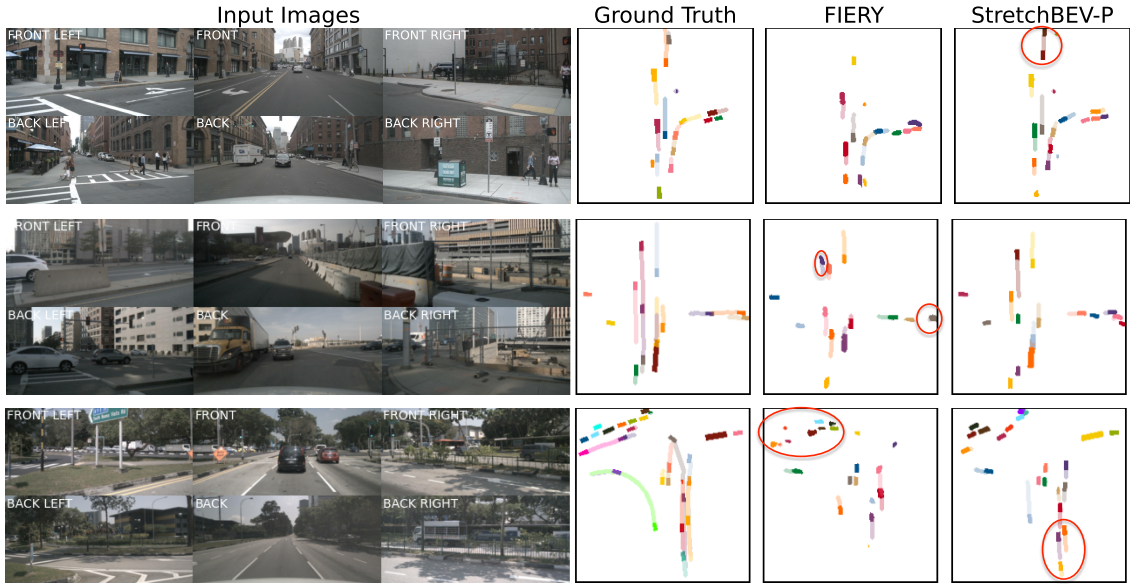 Input Images Ground Truth FIERY StretchBEV-P
FRONT LEFT FRONT FRONT RIGHT
BACK LEFT BACK BACK RIGHT
FRONT LEFT FRONT FRONT RIGHT
BACK LEFT BACK BACK RIGHT
FRONT LEFT FRONT FRONT RIGHT
BACK LEFT BACK BACK RIGHT